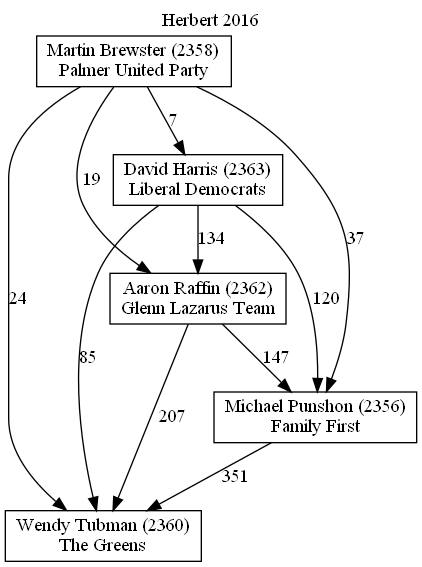 Herbert 2016
Martin Brewster (2358)
Palmer United Party
7
David Harris (2363)
Liberal Democrats
19
134
37
Aaron Raffin (2362)
Glenn Lazarus Team
24
120
85
147
Michael Punshon (2356)
Family First
207
351
Wendy Tubman (2360)
The Greens